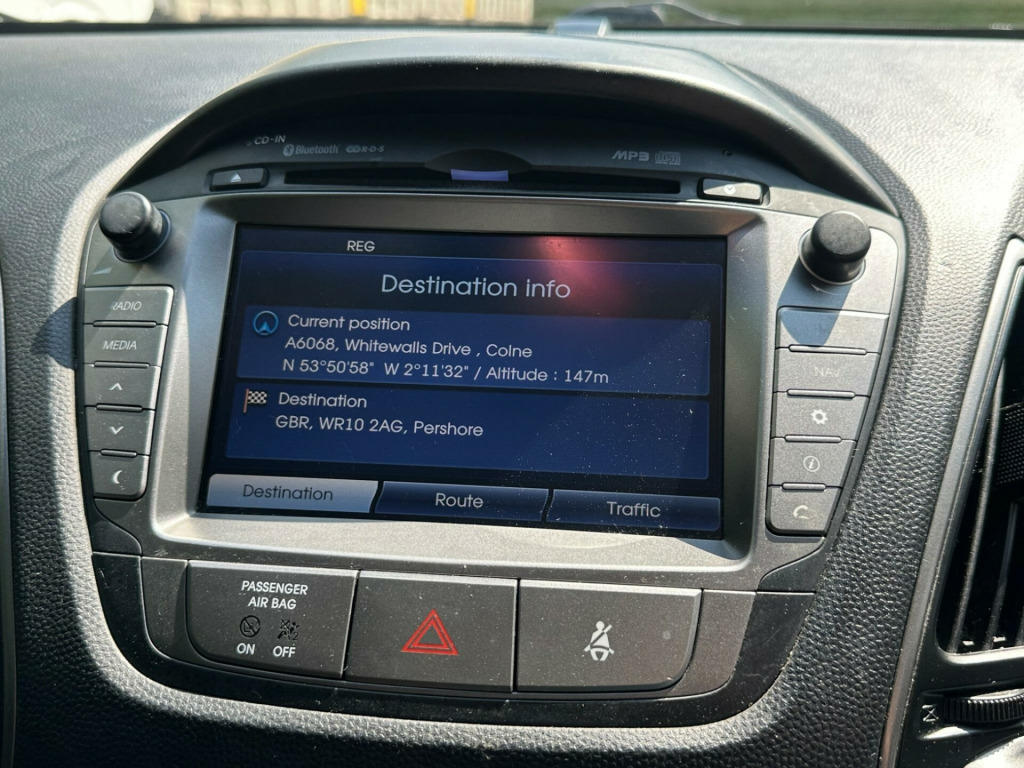 CD-IN
Bluetooth
R·D·S
MP3
REG
Destination info
Current position
A6068, Whitewalls Drive , Colne
N 53°50'58" W 2°11'32" / Altitude : 147m
Destination
GBR, WR10 2AG, Pershore
Destination Route Traffic
RADIO
MEDIA
NAV
PASSENGER
AIR BAG
ON OFF